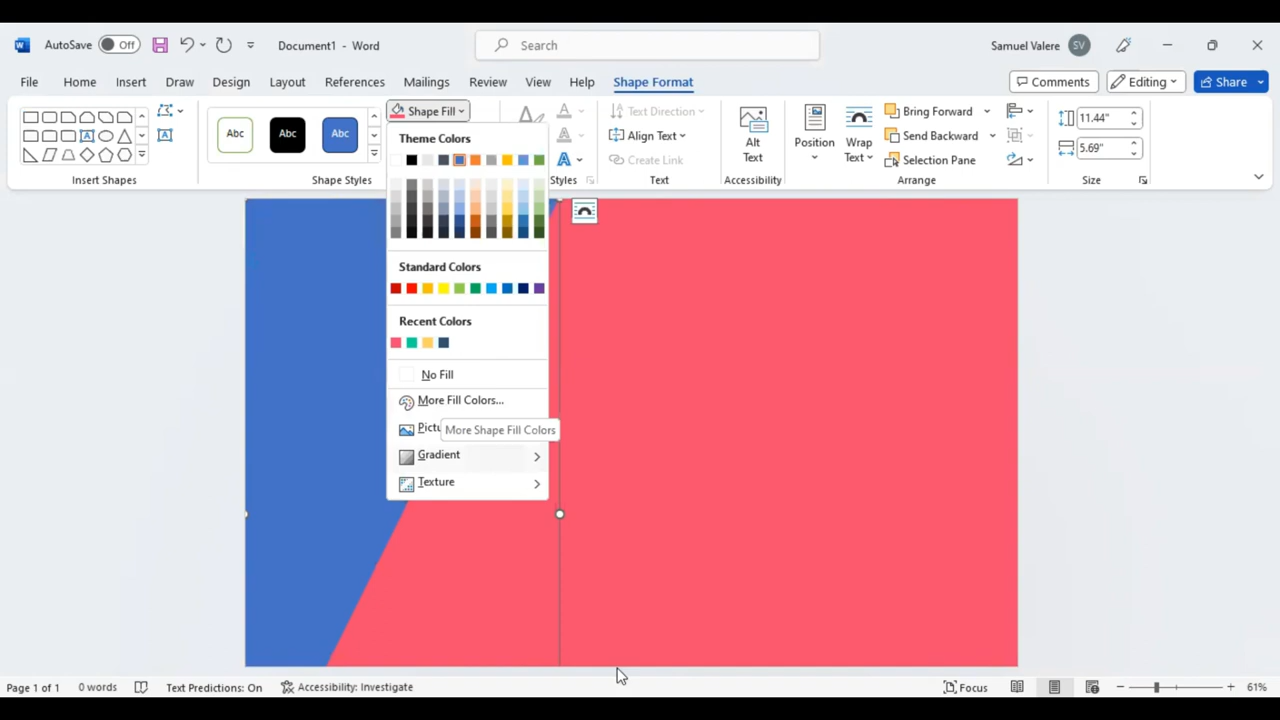 AutoSave Off Document1 - Word Search Samuel Valere SV
File Home Insert Draw Design Layout References Mailings Review View Help Shape Format Comments Editing Share
Shape Fill
Abc Abc Abc
Insert Shapes Shape Styles
Theme Colors
Standard Colors
Recent Colors
No Fill
More Fill Colors...
Pictu
More Shape Fill Colors
Gradient
Texture
Styles
Text Direction
Align Text
Create Link
Text
Alt
Text
Accessibility
Position
Wrap
Text
Bring Forward
Send Backward
Selection Pane
Arrange
11.44"
5.69"
Size
Page 1 of 1 0 words Text Predictions: On Accessibility: Investigate Focus 61%